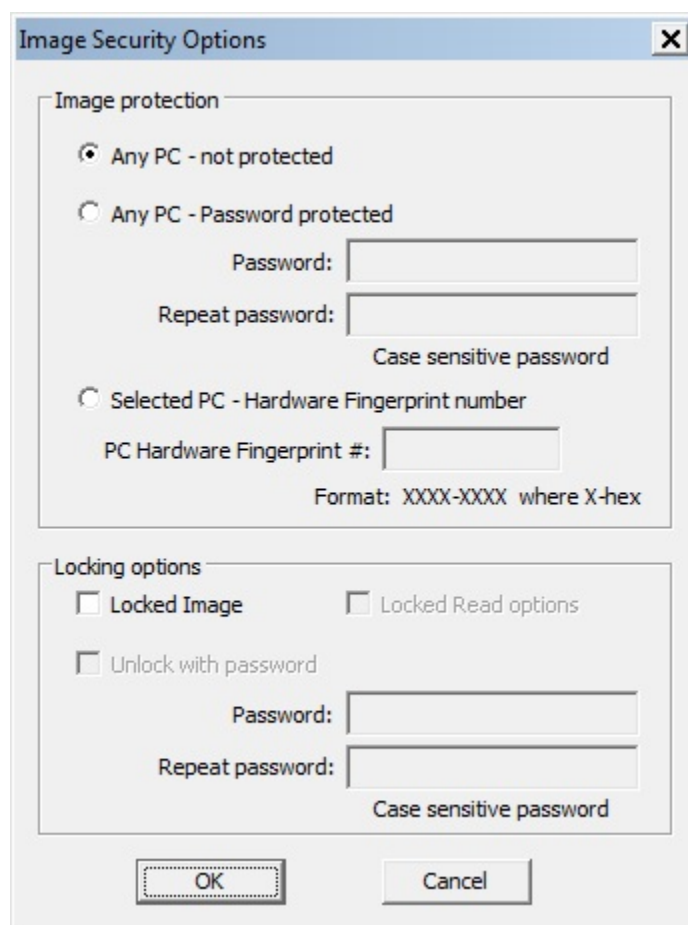 Image Security Options
Image protection
Any PC - not protected
Any PC - Password protected
Password:
Repeat password:
Case sensitive password
Selected PC - Hardware Fingerprint number
PC Hardware Fingerprint #:
Format: XXXX-XXXX where X-hex
Locking options
Locked Image Locked Read options
Unlock with password
Password:
Repeat password:
Case sensitive password
OK Cancel